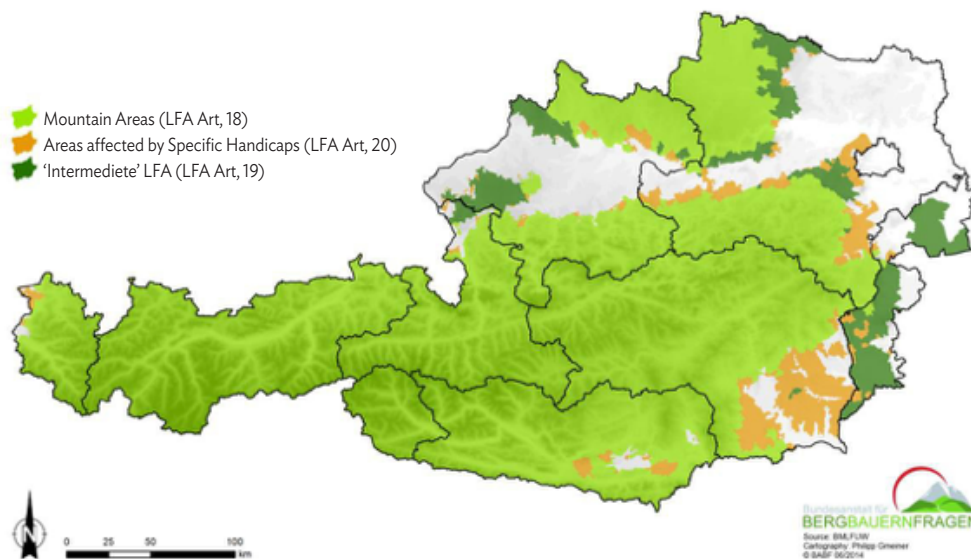 Mountain Areas (LFA Art, 18)
Areas affected by Specific Handicaps (LFA Art, 20)
'Intermediete' LFA (LFA Art, 19)
N
0 25 50 100
km
Bundesanstalt für
BERGBAUERNFRAGEN
Source: BMLFUW
Cartography: Philipp Gmeiner
© BABF 06/2014